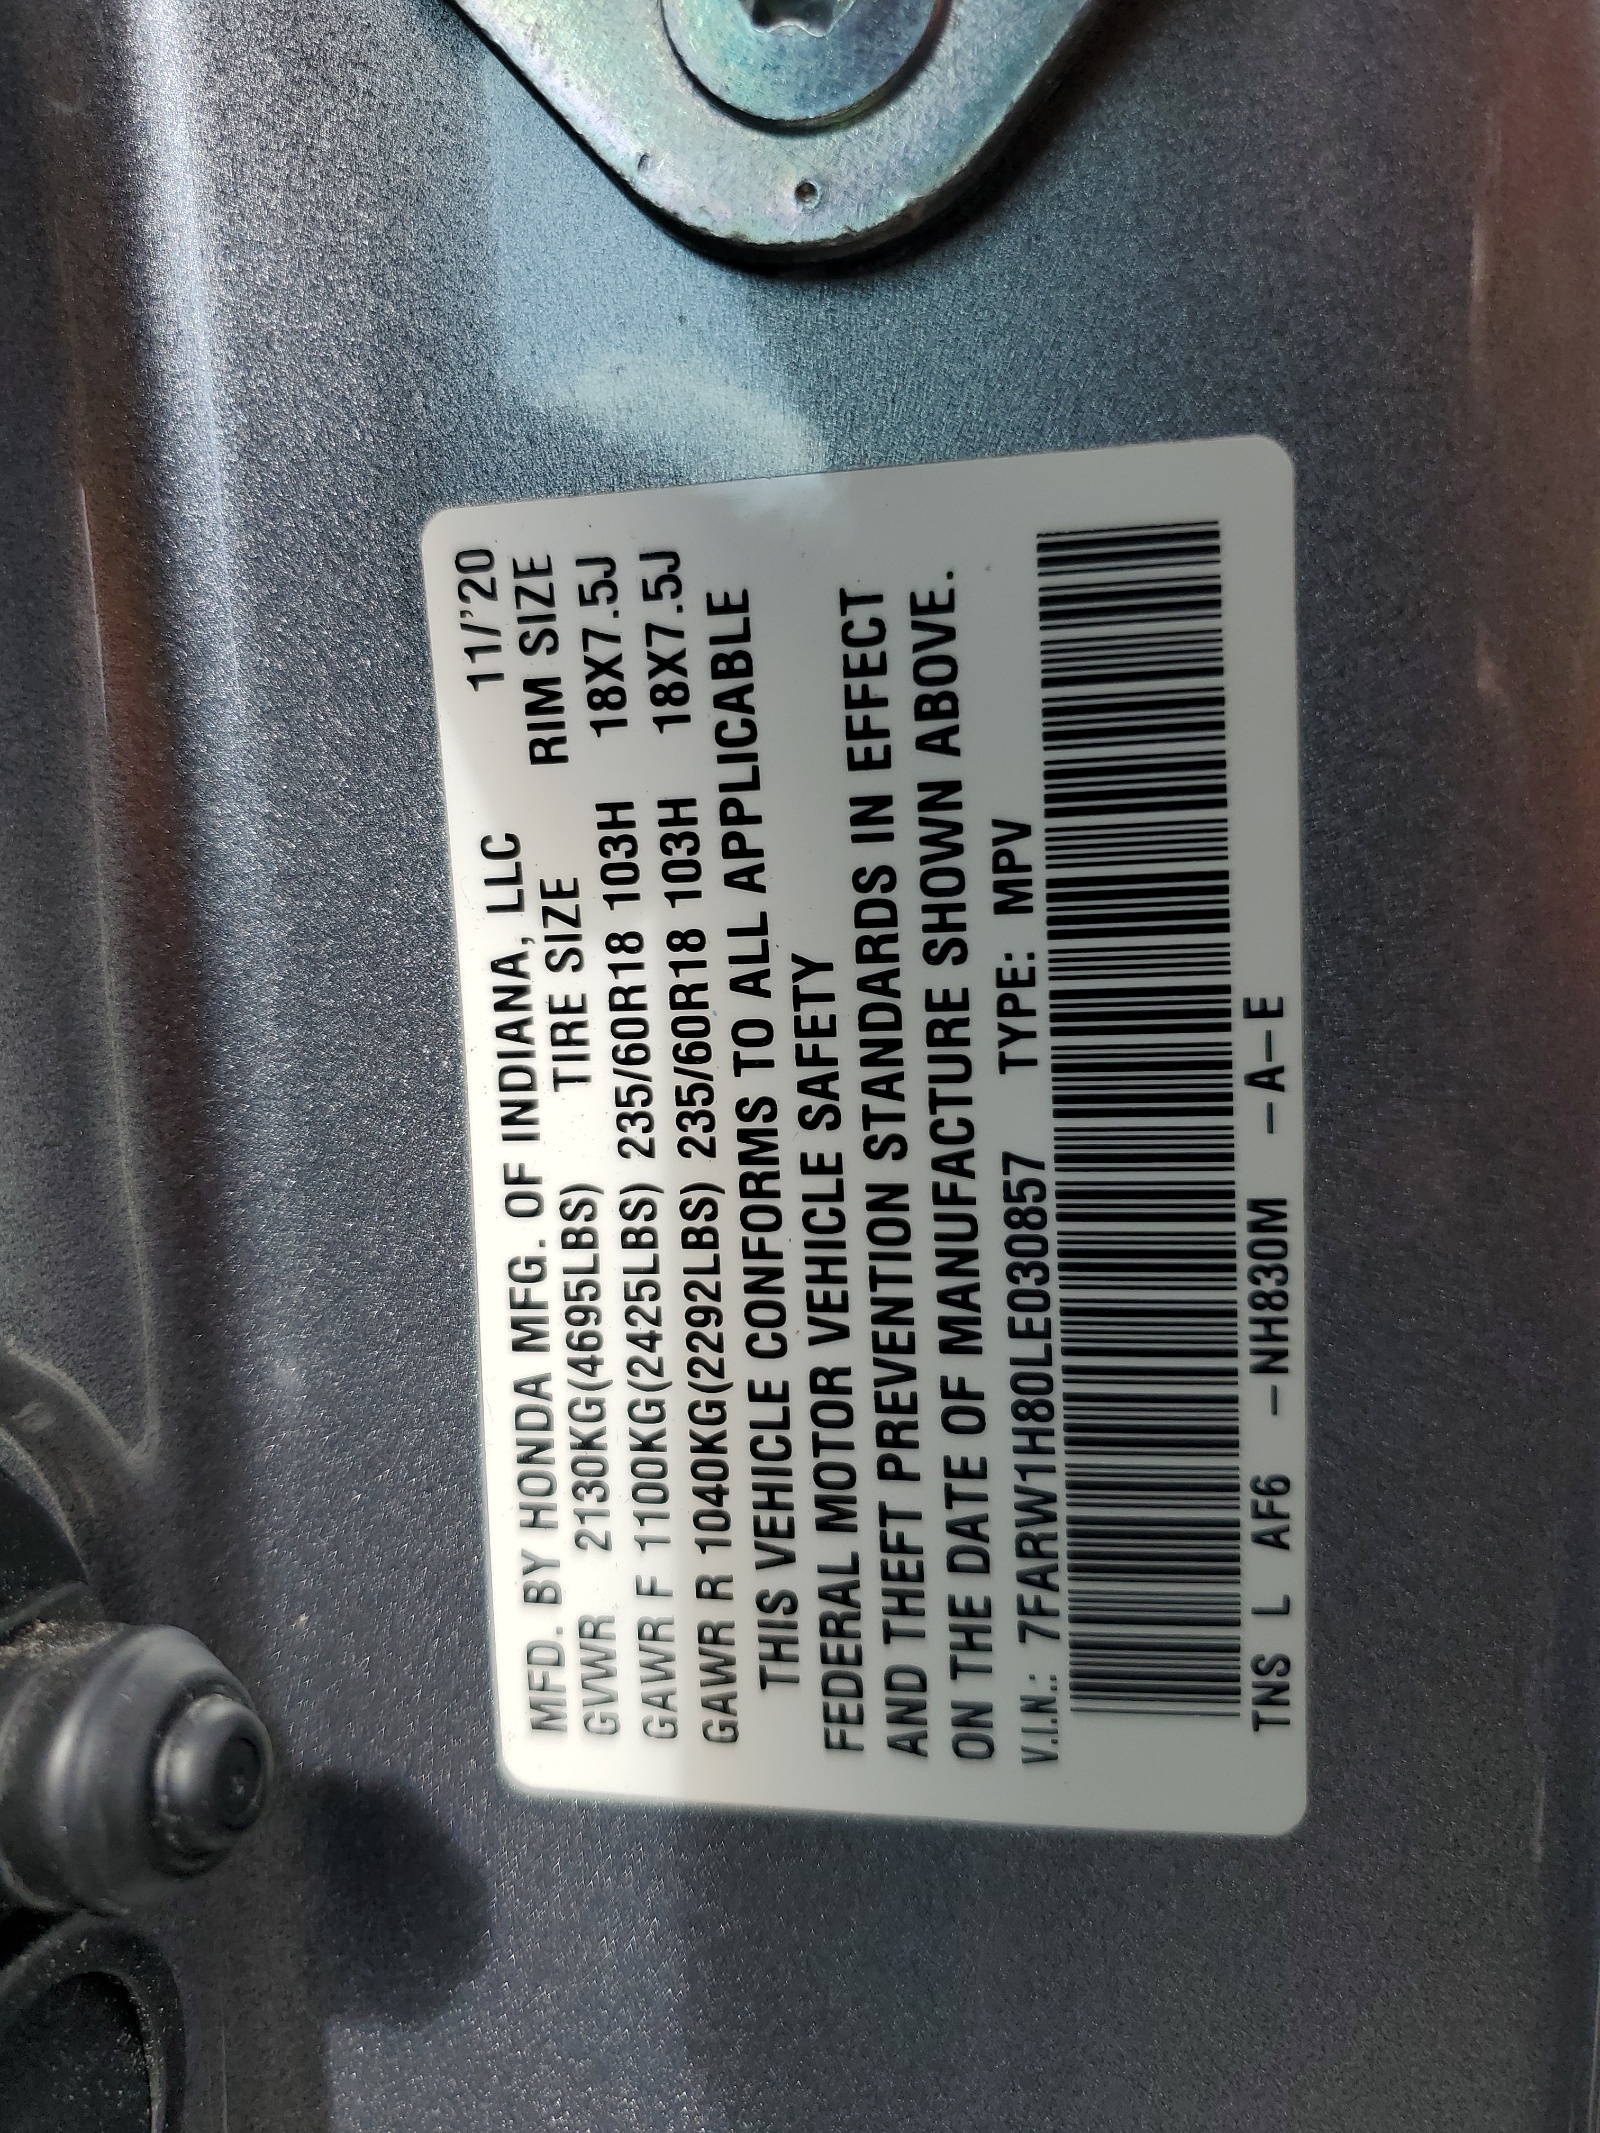 MFD. BY HONDA MFG. OF INDIANA, LLC 11/'20
TIRE SIZE RIM SIZE
GVWR 2130KG(4695LBS)
GAWR F 1100KG(2425LBS) 235/60R18 103H 18X7.5J
GAWR R 1040KG(2292LBS) 235/60R18 103H 18X7.5J
THIS VEHICLE CONFORMS TO ALL APPLICABLE
FEDERAL MOTOR VEHICLE SAFETY
AND THEFT PREVENTION STANDARDS IN EFFECT
ON THE DATE OF MANUFACTURE SHOWN ABOVE.
V.I.N.: 7FARW1H80LE030857 TYPE: MPV
TNS L AF6 -NH830M -A-E